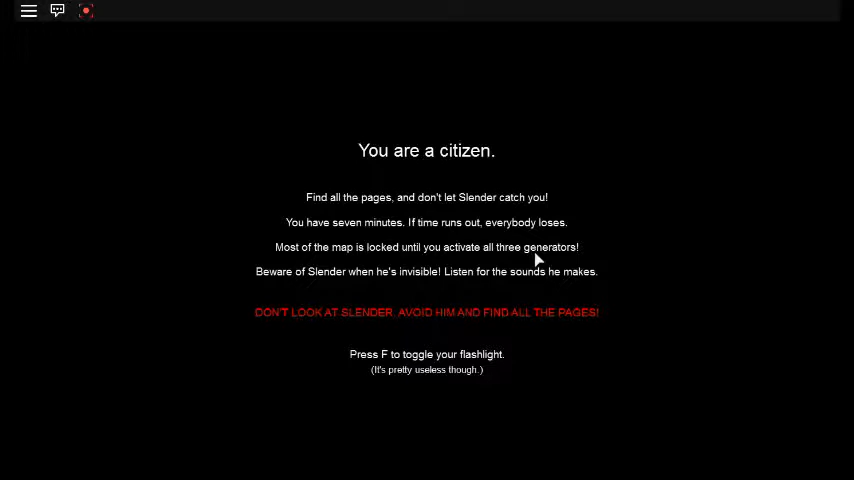 You are a citizen.
Find all the pages, and don't let Slender catch you!
You have seven minutes. If time runs out, everybody loses.
Most of the map is locked until you activate all three generators!
Beware of Slender when he's invisible! Listen for the sounds he makes.
DON'T LOOK AT SLENDER, AVOID HIM AND FIND ALL THE PAGES!
Press F to toggle your flashlight.
(It's pretty useless though.)